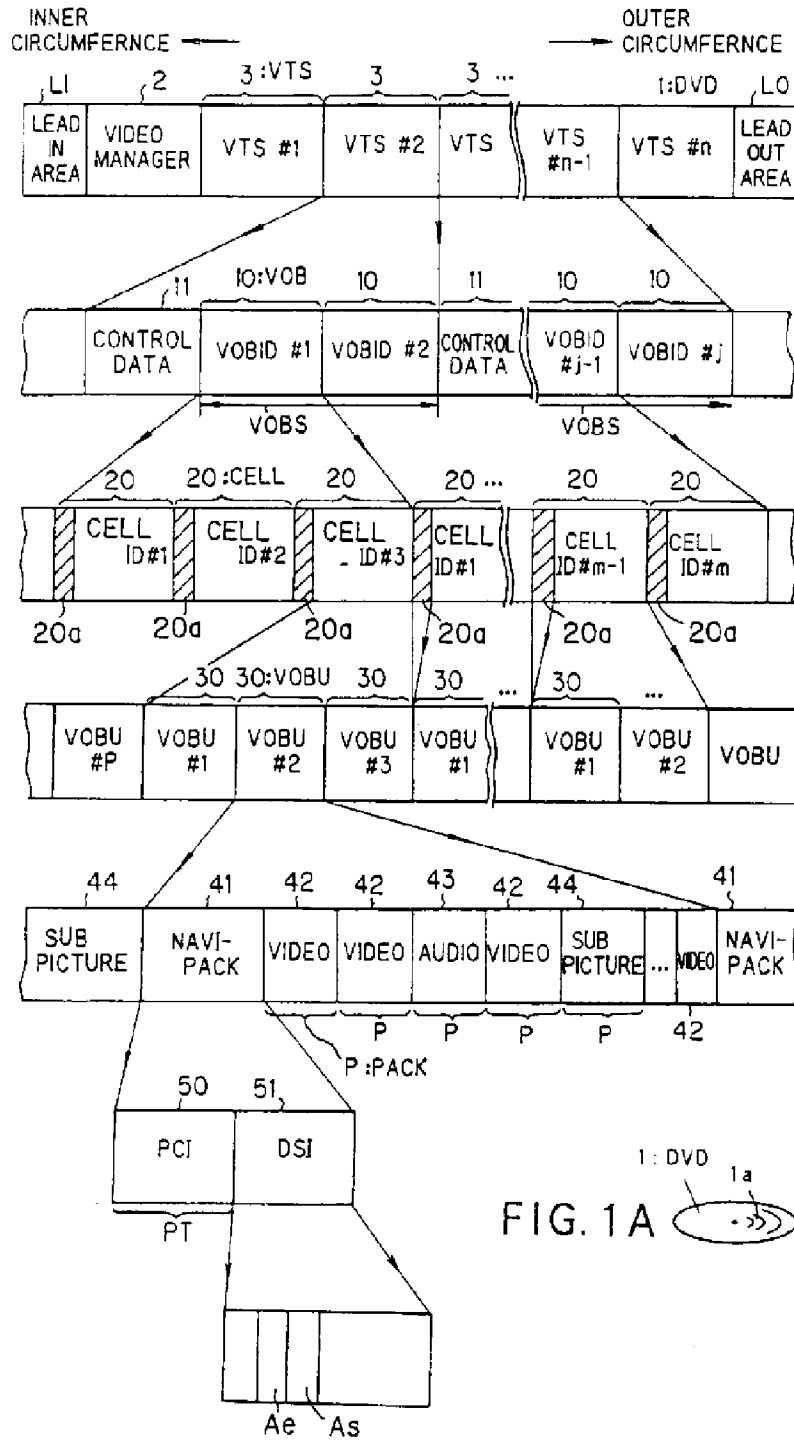 INNER CIRCUMFERNCE
OUTER CIRCUMFERNCE
LI 2 3 :VTS 3 3 ... 1:DVD LO
LEAD IN AREA VIDEO MANAGER VTS #1 VTS #2 VTS VTS #n-1 VTS #n LEAD OUT AREA
11 10:VOB 10 11 10 10
CONTROL DATA VOBID #1 VOBID #2 CONTROL DATA VOBID #j-1 VOBID #j
VOBS VOBS
20 20 :CELL 20 20 ... 20 20
CELL ID#1 CELL ID#2 CELL ID#3 CELL ID#1 CELL ID#m-1 CELL ID#m
20a 20a 20a 20a 20a 20a
30 30:VOBU 30 30 ... 30 ...
VOBU #P VOBU #1 VOBU #2 VOBU #3 VOBU #1 VOBU #1 VOBU #2 VOBU
44 41 42 42 43 42 44 41
SUB PICTURE NAVI-PACK VIDEO VIDEO AUDIO VIDEO SUB PICTURE ... VIDEO NAVI-PACK
P P P P 42
P :PACK
50 51
PCI DSI
PT
1 : DVD 1a
FIG. 1A
Ae As